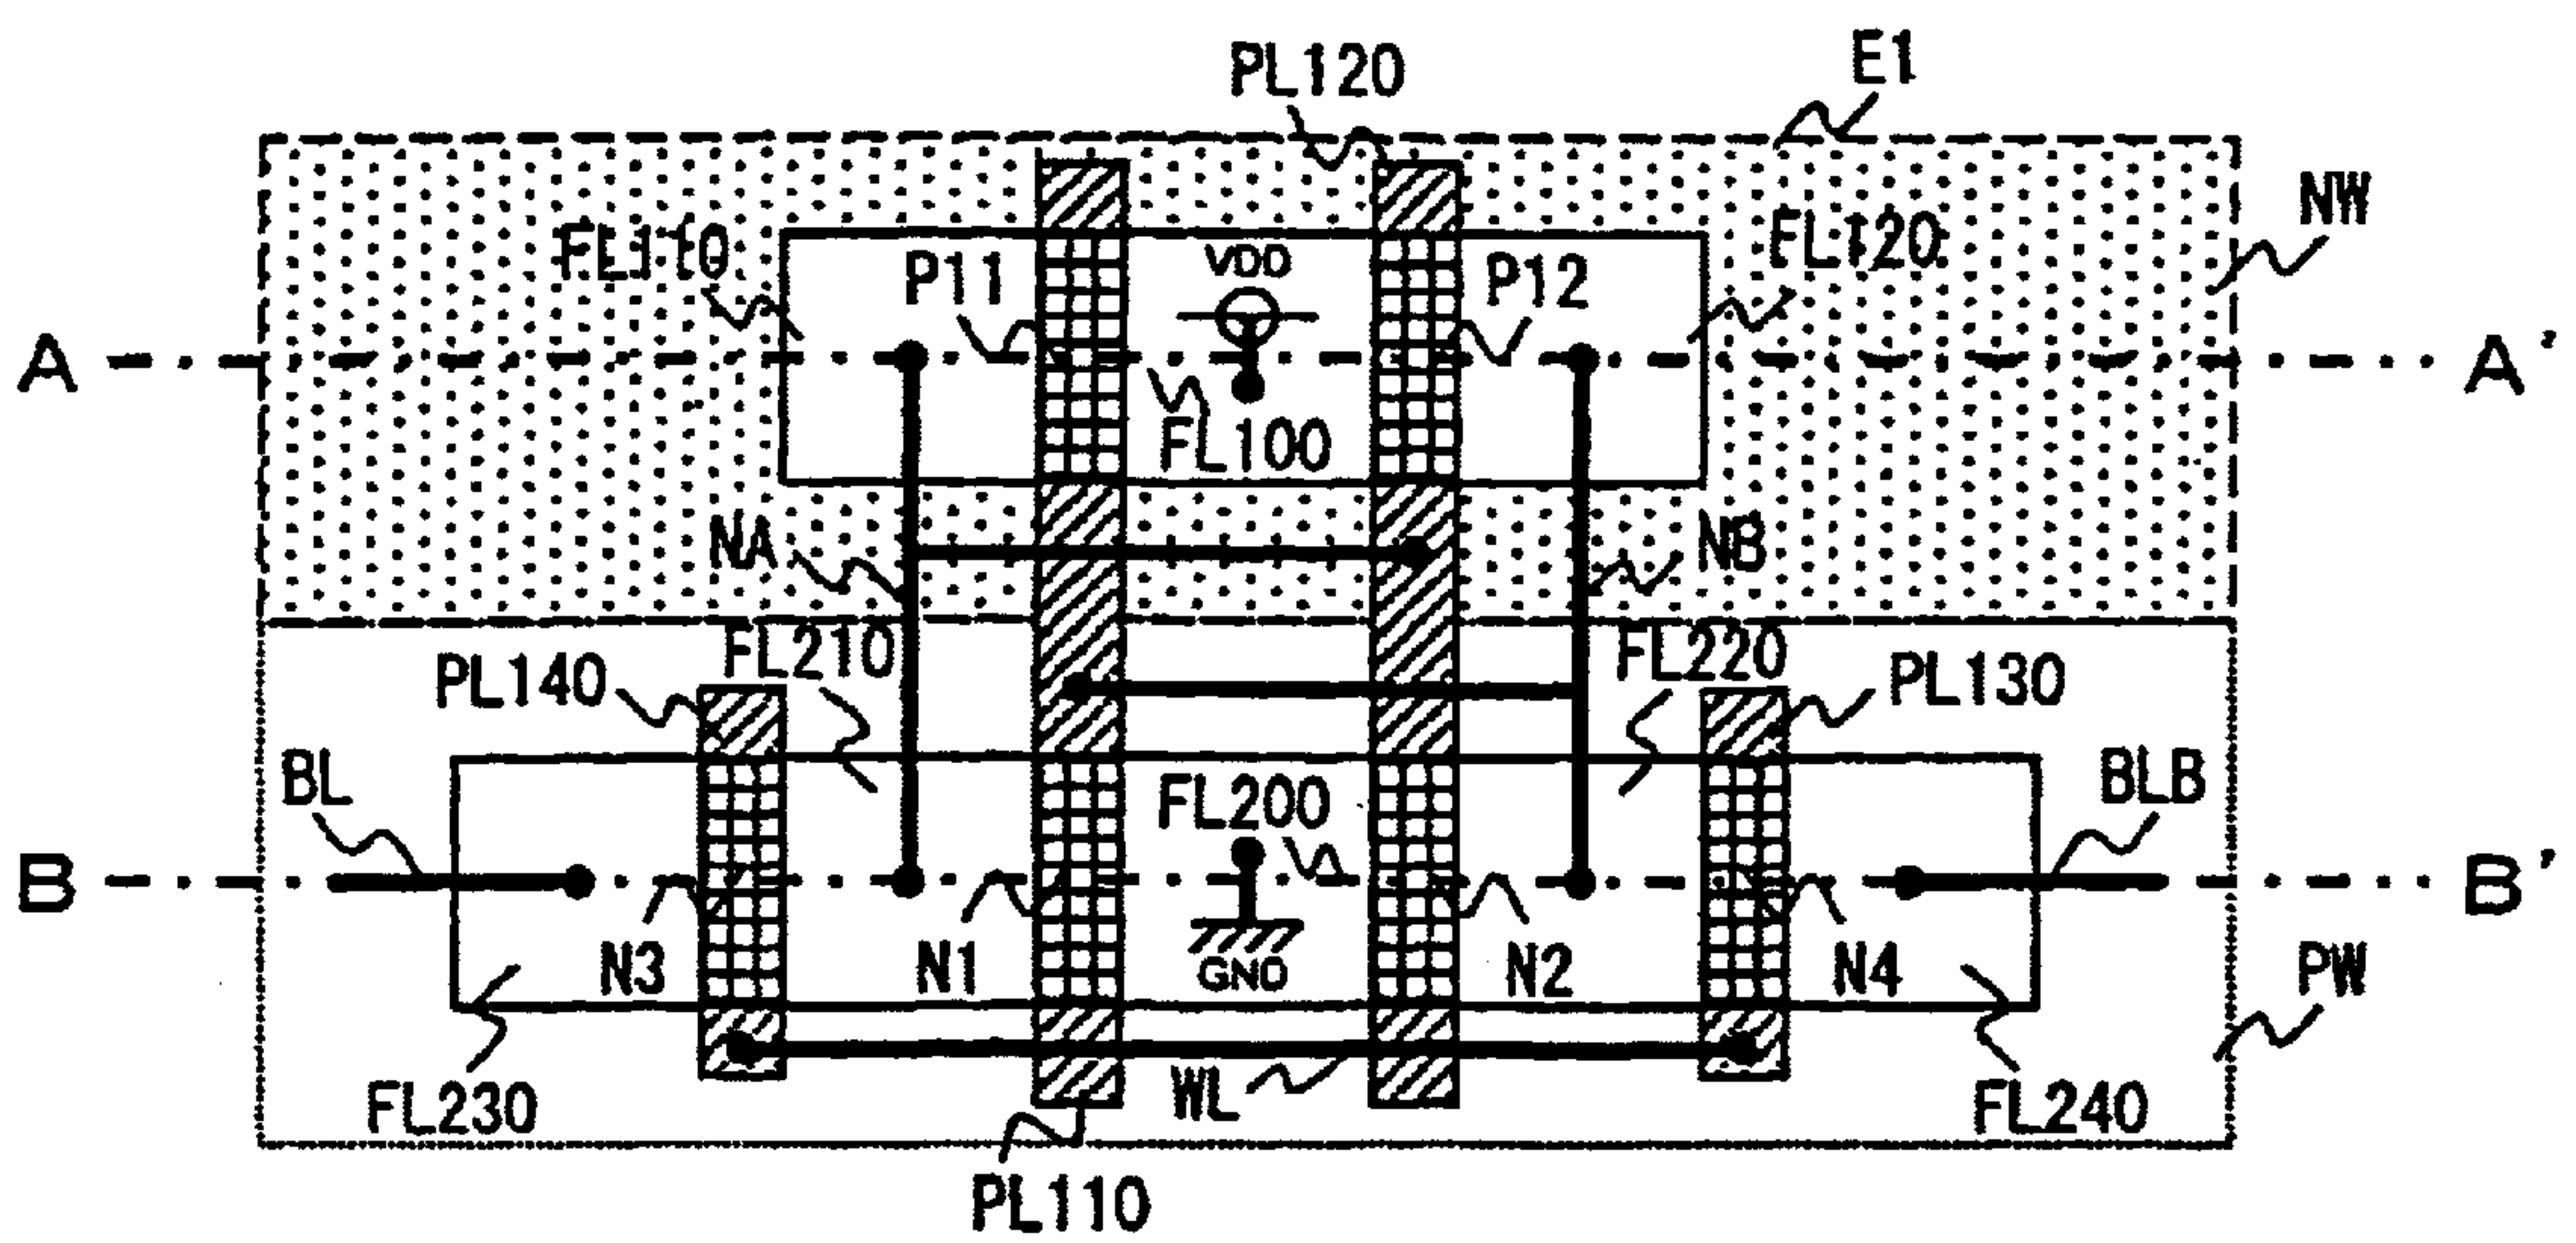 PL120
E1
NW
FL110
P11
VDD
P12
FL120
A
A'
FL100
NA
NB
FL210
FL220
PL140
PL130
BL
FL200
BLB
B
B'
N3
N1
GND
N2
N4
PW
FL230
WL
FL240
PL110